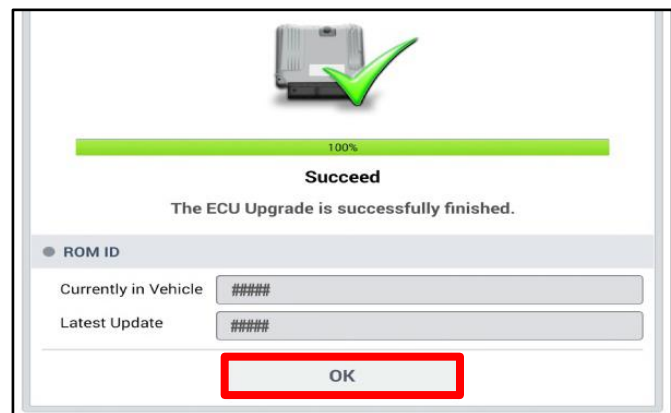 100%
Succeed
The ECU Upgrade is successfully finished.
ROM ID
Currently in Vehicle #####
Latest Update #####
OK